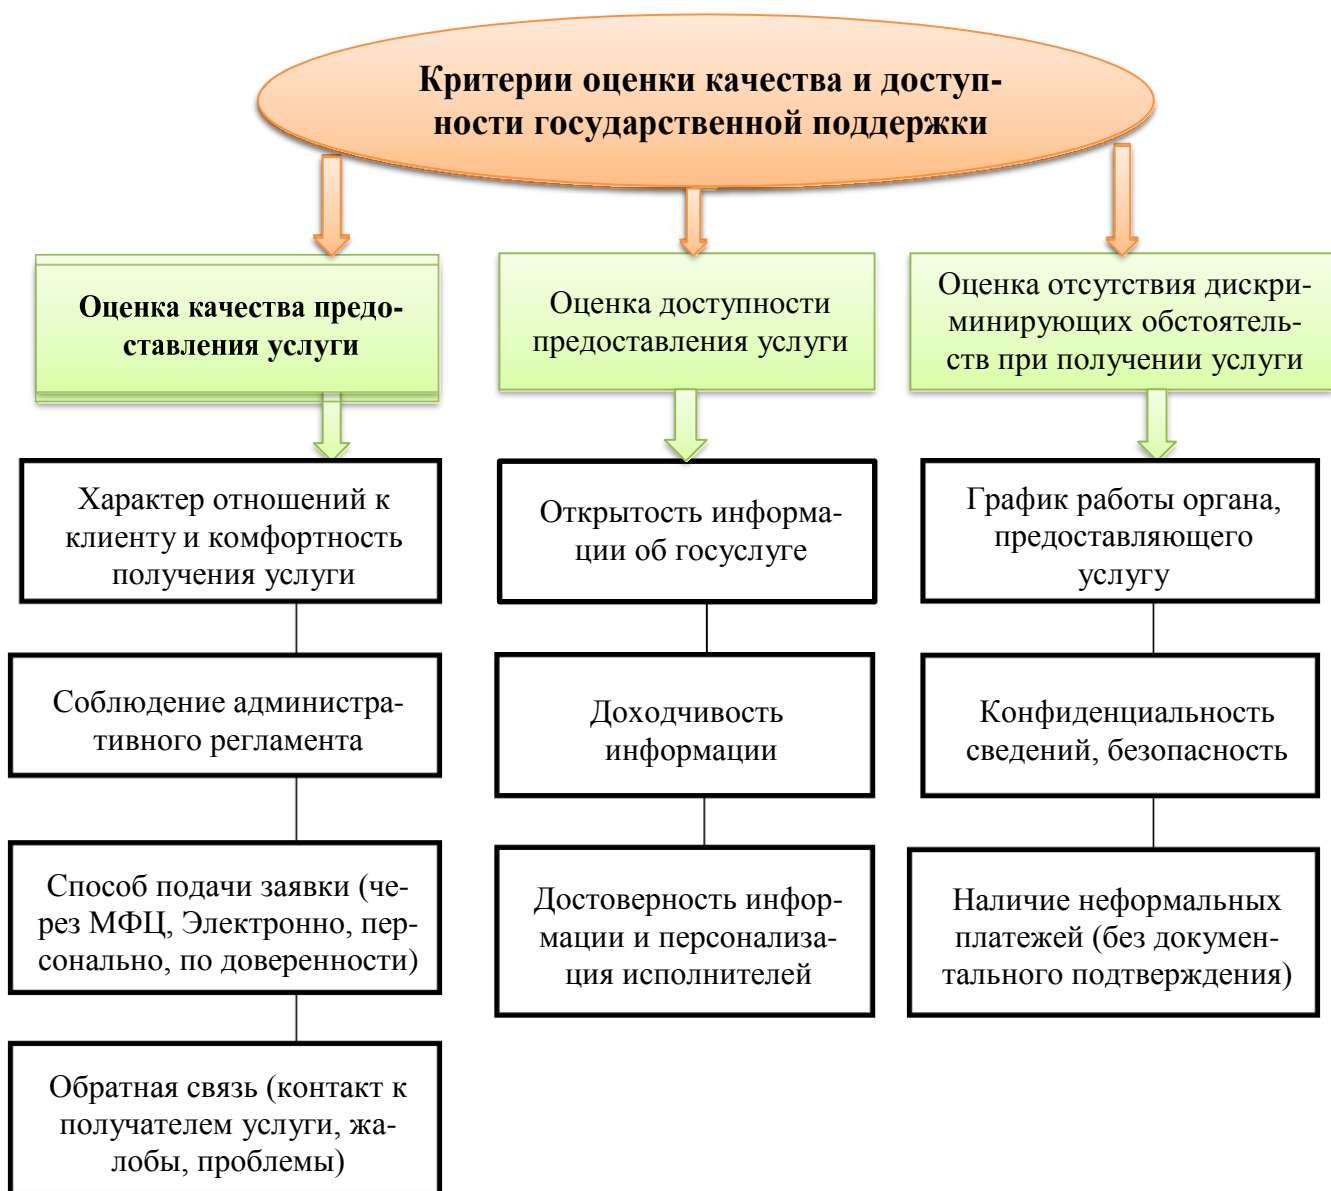 Критерии оценки качества и доступ-
ности государственной поддержки
Оценка качества предо-
ставления услуги
Характер отношений к
клиенту и комфортность
получения услуги
Соблюдение администра-
тивного регламента
Способ подачи заявки (че-
рез МФЦ, Электронно, пер-
сонально, по доверенности)
Обратная связь (контакт к
получателем услуги, жа-
лобы, проблемы)
Оценка доступности
предоставления услуги
Открытость информа-
ции об госуслуге
Доходчивость
информации
Достоверность инфор-
мации и персонализа-
ция исполнителей
Оценка отсутствия дискри-
минирующих обстоятель-
ств при получении услуги
График работы органа,
предоставляющего
услугу
Конфиденциальность
сведений, безопасность
Наличие неформальных
платежей (без докумен-
тального подтверждения)